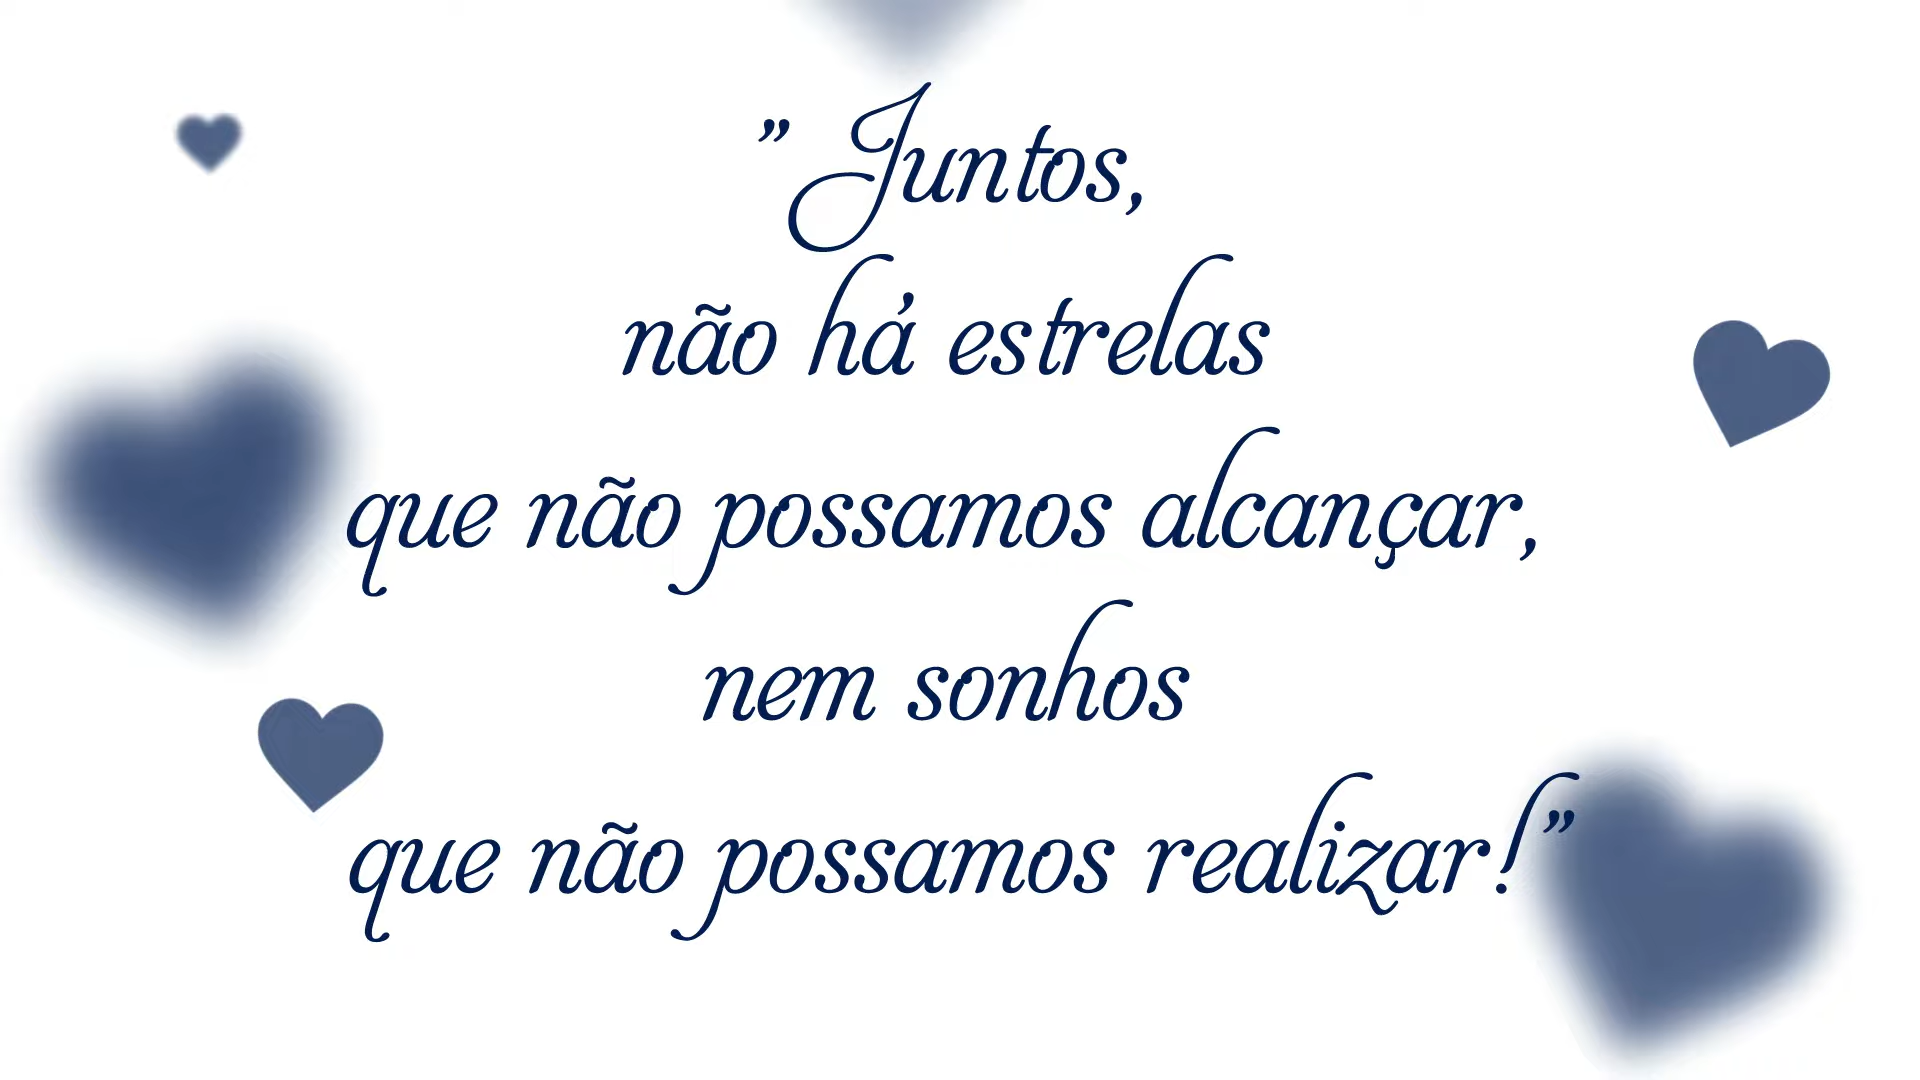 ” Juntos,
não há estrelas
que não possamos alcançar,
nem sonhos
que não possamos realizar!”